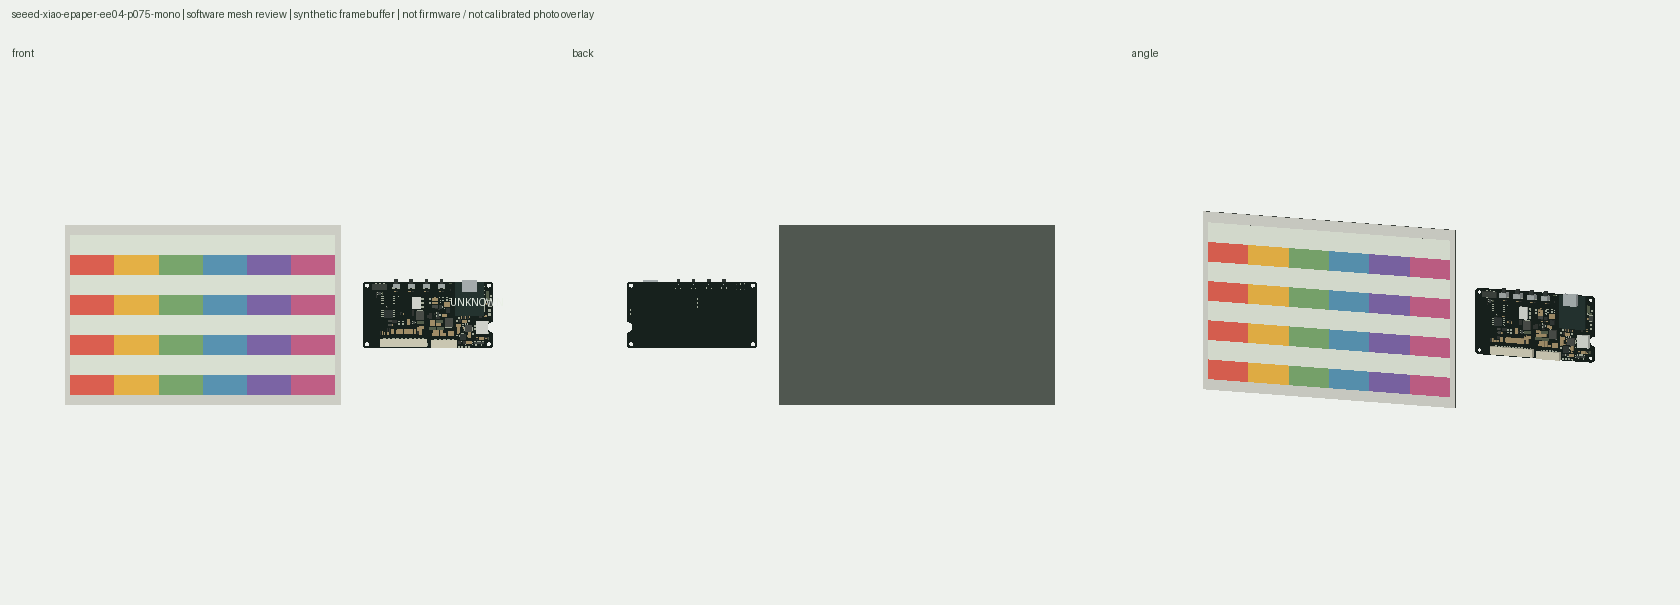 seeed-xiao-epaper-ee04-p075-mono | software mesh review | synthetic framebuffer | not firmware / not calibrated photo overlay
front
back
angle
UNKNOW